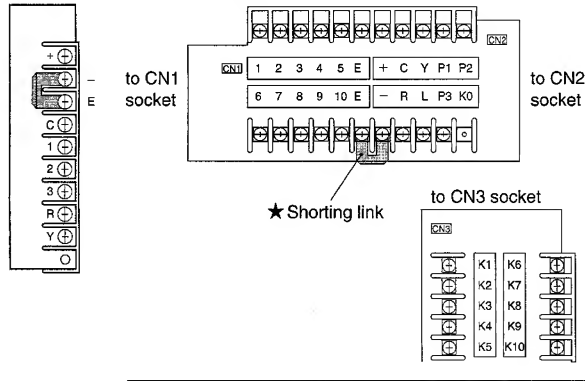 +
−
E
C
1
2
3
R
Y
to CN1
socket
CN2
CN1 1 2 3 4 5 E + C Y P1 P2
6 7 8 9 10 E − R L P3 K0
to CN2
socket
★ Shorting link
to CN3 socket
CN3
K1 K6
K2 K7
K3 K8
K4 K9
K5 K10